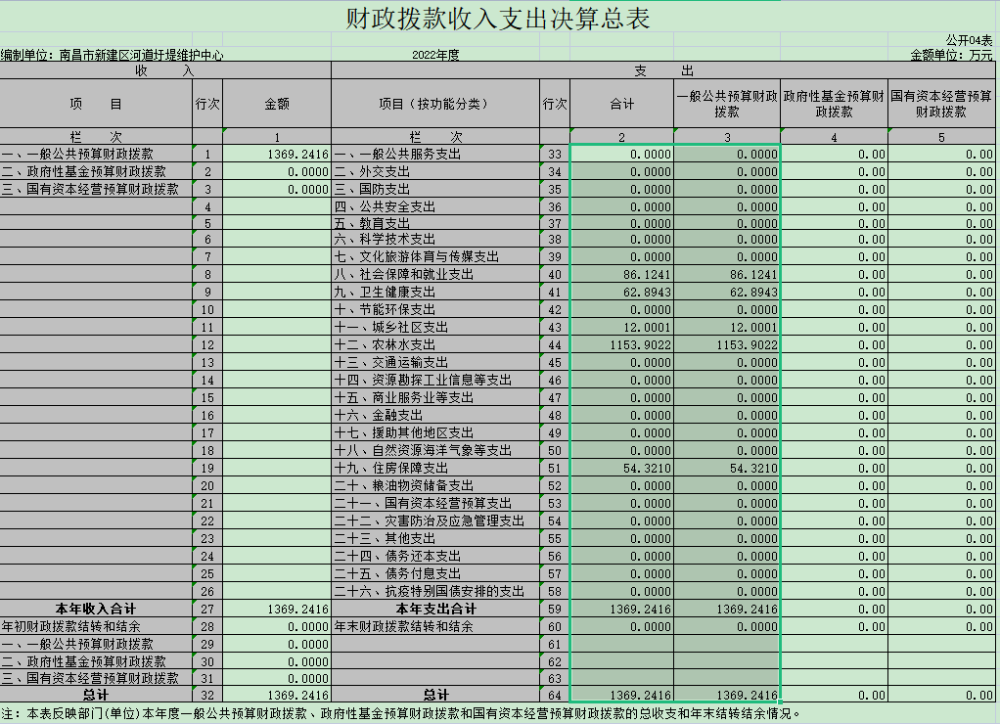 财政拨款收入支出决算总表
公开04表
编制单位：南昌市新建区河道圩堤维护中心 2022年度 金额单位：万元
收 入 支 出
项 目 行次 金额 项目（按功能分类） 行次 合计 一般公共预算财政拨款 政府性基金预算财政拨款 国有资本经营预算财政拨款
栏 次 1 栏 次 2 3 4 5
一、一般公共预算财政拨款 1 1369.2416 一、一般公共服务支出 33 0.0000 0.0000 0.00 0.00
二、政府性基金预算财政拨款 2 0.0000 二、外交支出 34 0.0000 0.0000 0.00 0.00
三、国有资本经营预算财政拨款 3 0.0000 三、国防支出 35 0.0000 0.0000 0.00 0.00
4 四、公共安全支出 36 0.0000 0.0000 0.00 0.00
5 五、教育支出 37 0.0000 0.0000 0.00 0.00
6 六、科学技术支出 38 0.0000 0.0000 0.00 0.00
7 七、文化旅游体育与传媒支出 39 0.0000 0.0000 0.00 0.00
8 八、社会保障和就业支出 40 86.1241 86.1241 0.00 0.00
9 九、卫生健康支出 41 62.8943 62.8943 0.00 0.00
10 十、节能环保支出 42 0.0000 0.0000 0.00 0.00
11 十一、城乡社区支出 43 12.0001 12.0001 0.00 0.00
12 十二、农林水支出 44 1153.9022 1153.9022 0.00 0.00
13 十三、交通运输支出 45 0.0000 0.0000 0.00 0.00
14 十四、资源勘探工业信息等支出 46 0.0000 0.0000 0.00 0.00
15 十五、商业服务业等支出 47 0.0000 0.0000 0.00 0.00
16 十六、金融支出 48 0.0000 0.0000 0.00 0.00
17 十七、援助其他地区支出 49 0.0000 0.0000 0.00 0.00
18 十八、自然资源海洋气象等支出 50 0.0000 0.0000 0.00 0.00
19 十九、住房保障支出 51 54.3210 54.3210 0.00 0.00
20 二十、粮油物资储备支出 52 0.0000 0.0000 0.00 0.00
21 二十一、国有资本经营预算支出 53 0.0000 0.0000 0.00 0.00
22 二十二、灾害防治及应急管理支出 54 0.0000 0.0000 0.00 0.00
23 二十三、其他支出 55 0.0000 0.0000 0.00 0.00
24 二十四、债务还本支出 56 0.0000 0.0000 0.00 0.00
25 二十五、债务付息支出 57 0.0000 0.0000 0.00 0.00
26 二十六、抗疫特别国债安排的支出 58 0.0000 0.0000 0.00 0.00
本年收入合计 27 1369.2416 本年支出合计 59 1369.2416 1369.2416 0.00 0.00
年初财政拨款结转和结余 28 0.0000 年末财政拨款结转和结余 60 0.0000 0.0000 0.00 0.00
一、一般公共预算财政拨款 29 0.0000 61
二、政府性基金预算财政拨款 30 0.0000 62
三、国有资本经营预算财政拨款 31 0.0000 63
总计 32 1369.2416 总计 64 1369.2416 1369.2416 0.00 0.00
注：本表反映部门(单位)本年度一般公共预算财政拨款、政府性基金预算财政拨款和国有资本经营预算财政拨款的总收支和年末结转结余情况。